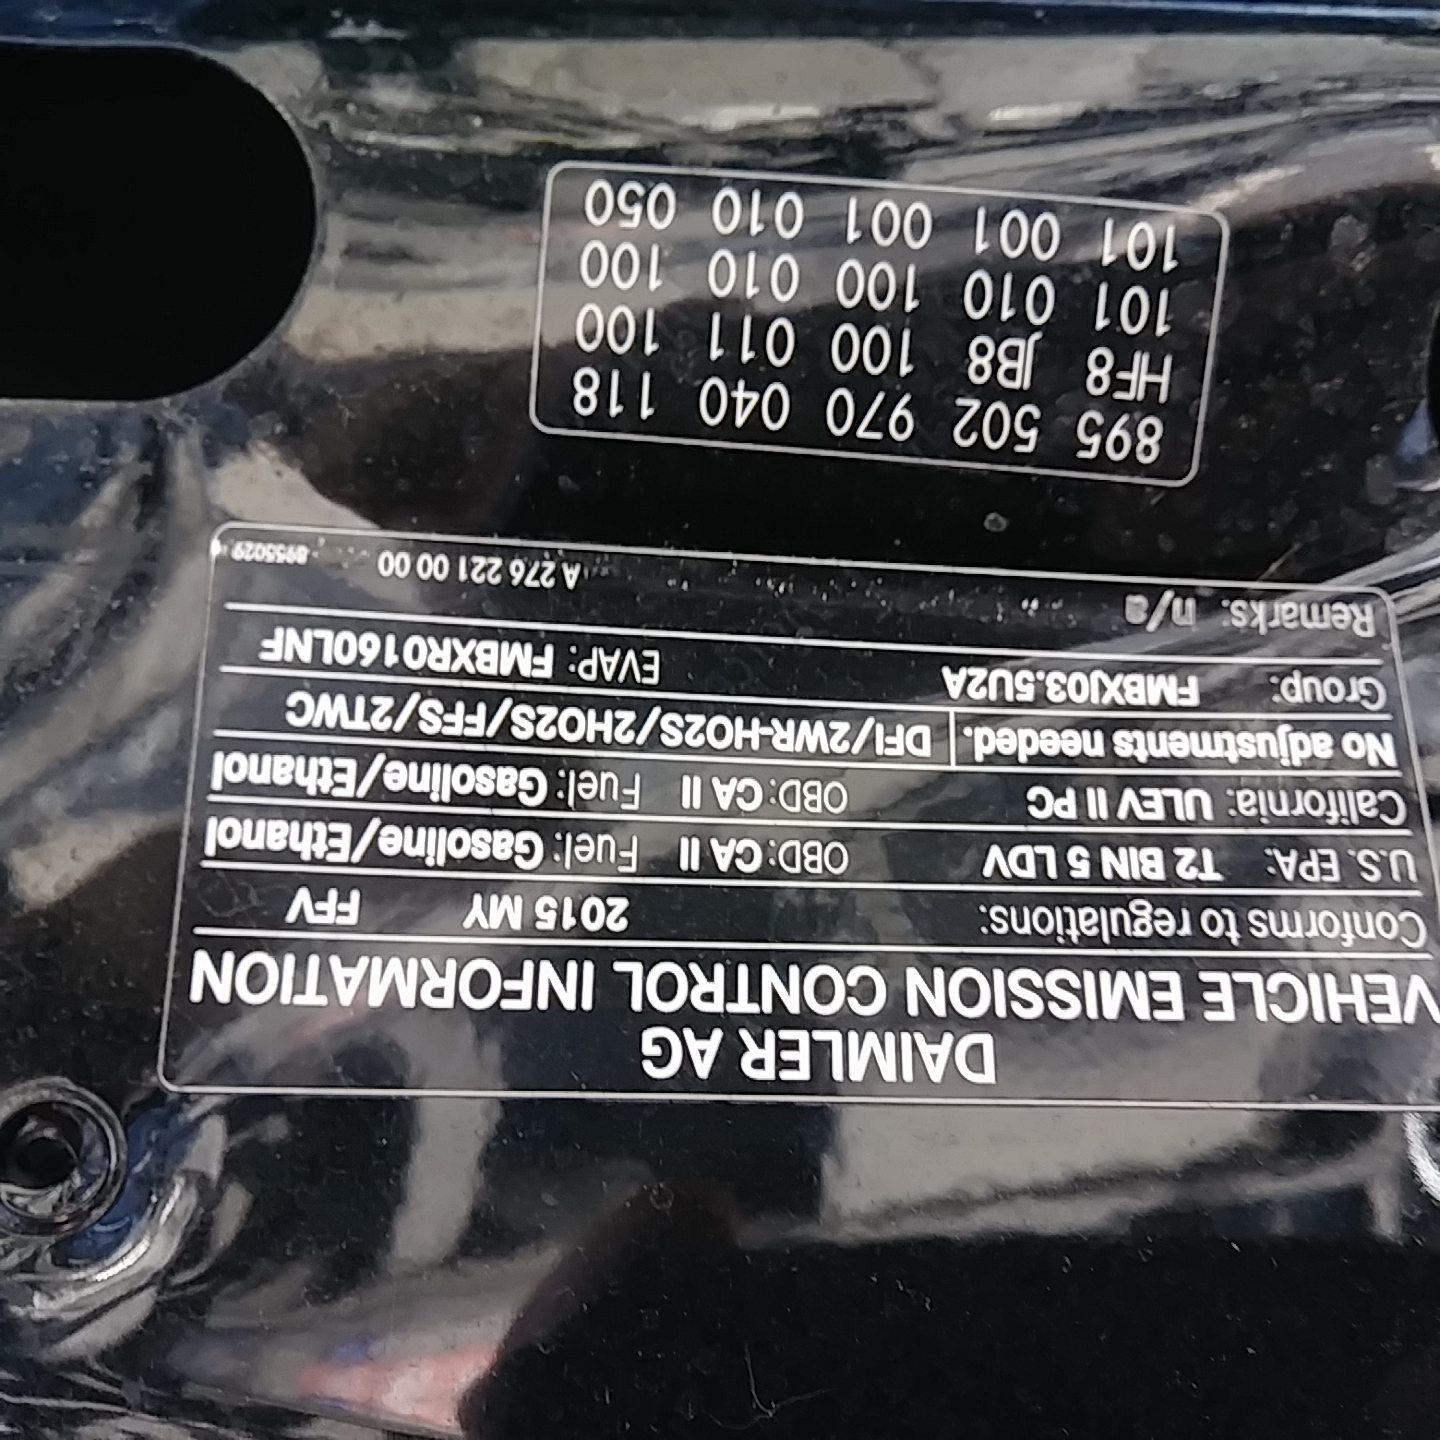 DAIMLER AG
VEHICLE EMISSION CONTROL INFORMATION
Conforms to regulations: 2015 MY FFV
U.S. EPA: T2 BIN 5 LDV OBD: CA II Fuel: Gasoline/Ethanol
California: ULEV II PC OBD: CA II Fuel: Gasoline/Ethanol
No adjustments needed. DFI/2WR-HO2S/2HO2S/FFS/2TWC
Group: FMBXJ03.5U2A EVAP: FMBXR0160LNF
Remarks: n/a A 276 221 00 00 8955029
895 502 970 040 118
HF8 JB8 100 011 100
101 010 100 010 100
101 001 001 010 050